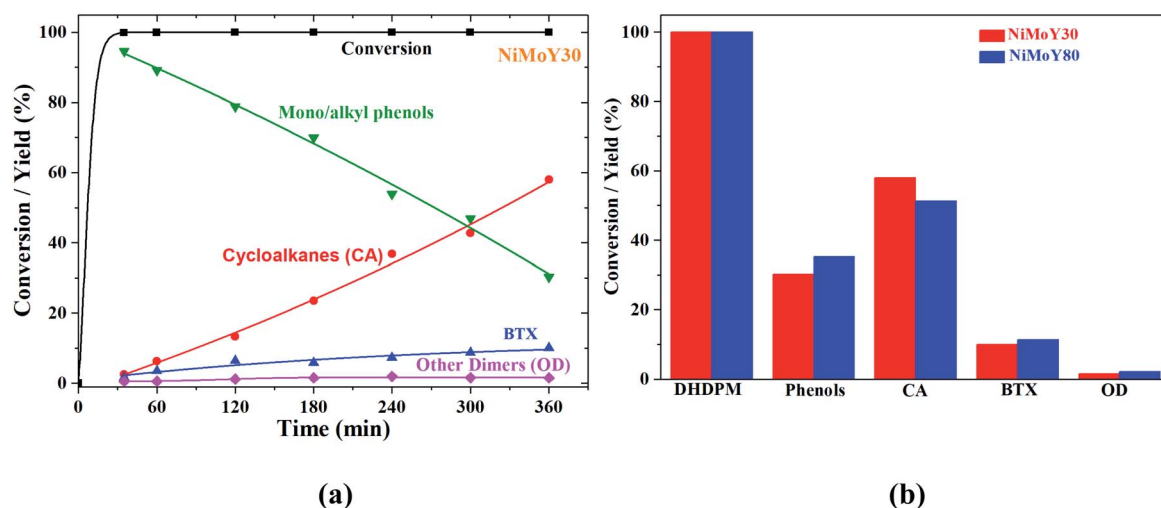 Conversion / Yield (%)
100
80
60
40
20
0
Conversion
NiMoY30
Mono/alkyl phenols
Cycloalkanes (CA)
BTX
Other Dimers (OD)
0 60 120 180 240 300 360
Time (min)
(a)
Conversion / Yield (%)
100
80
60
40
20
0
NiMoY30
NiMoY80
DHDPM Phenols CA BTX OD
(b)